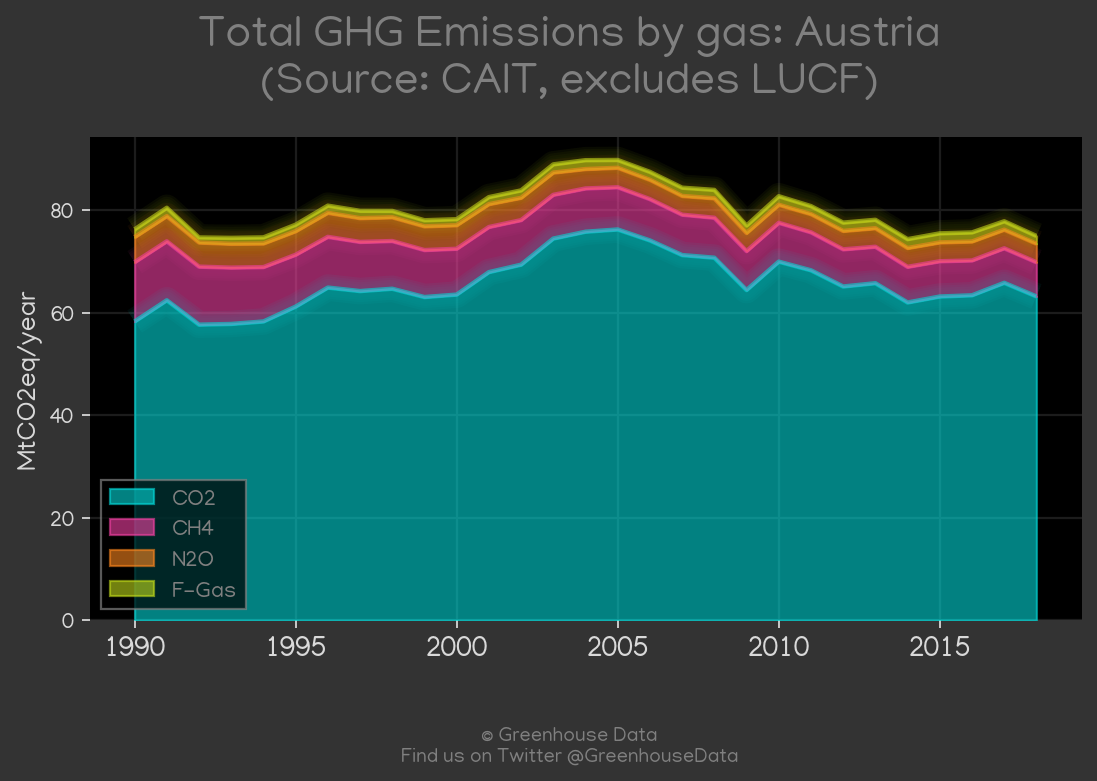 Total GHG Emissions by gas: Austria
(Source: CAIT, excludes LUCF)
MtCO2eq/year
80
60
40
20
0
CO2
CH4
N2O
F-Gas
1990 1995 2000 2005 2010 2015
© Greenhouse Data
Find us on Twitter @GreenhouseData